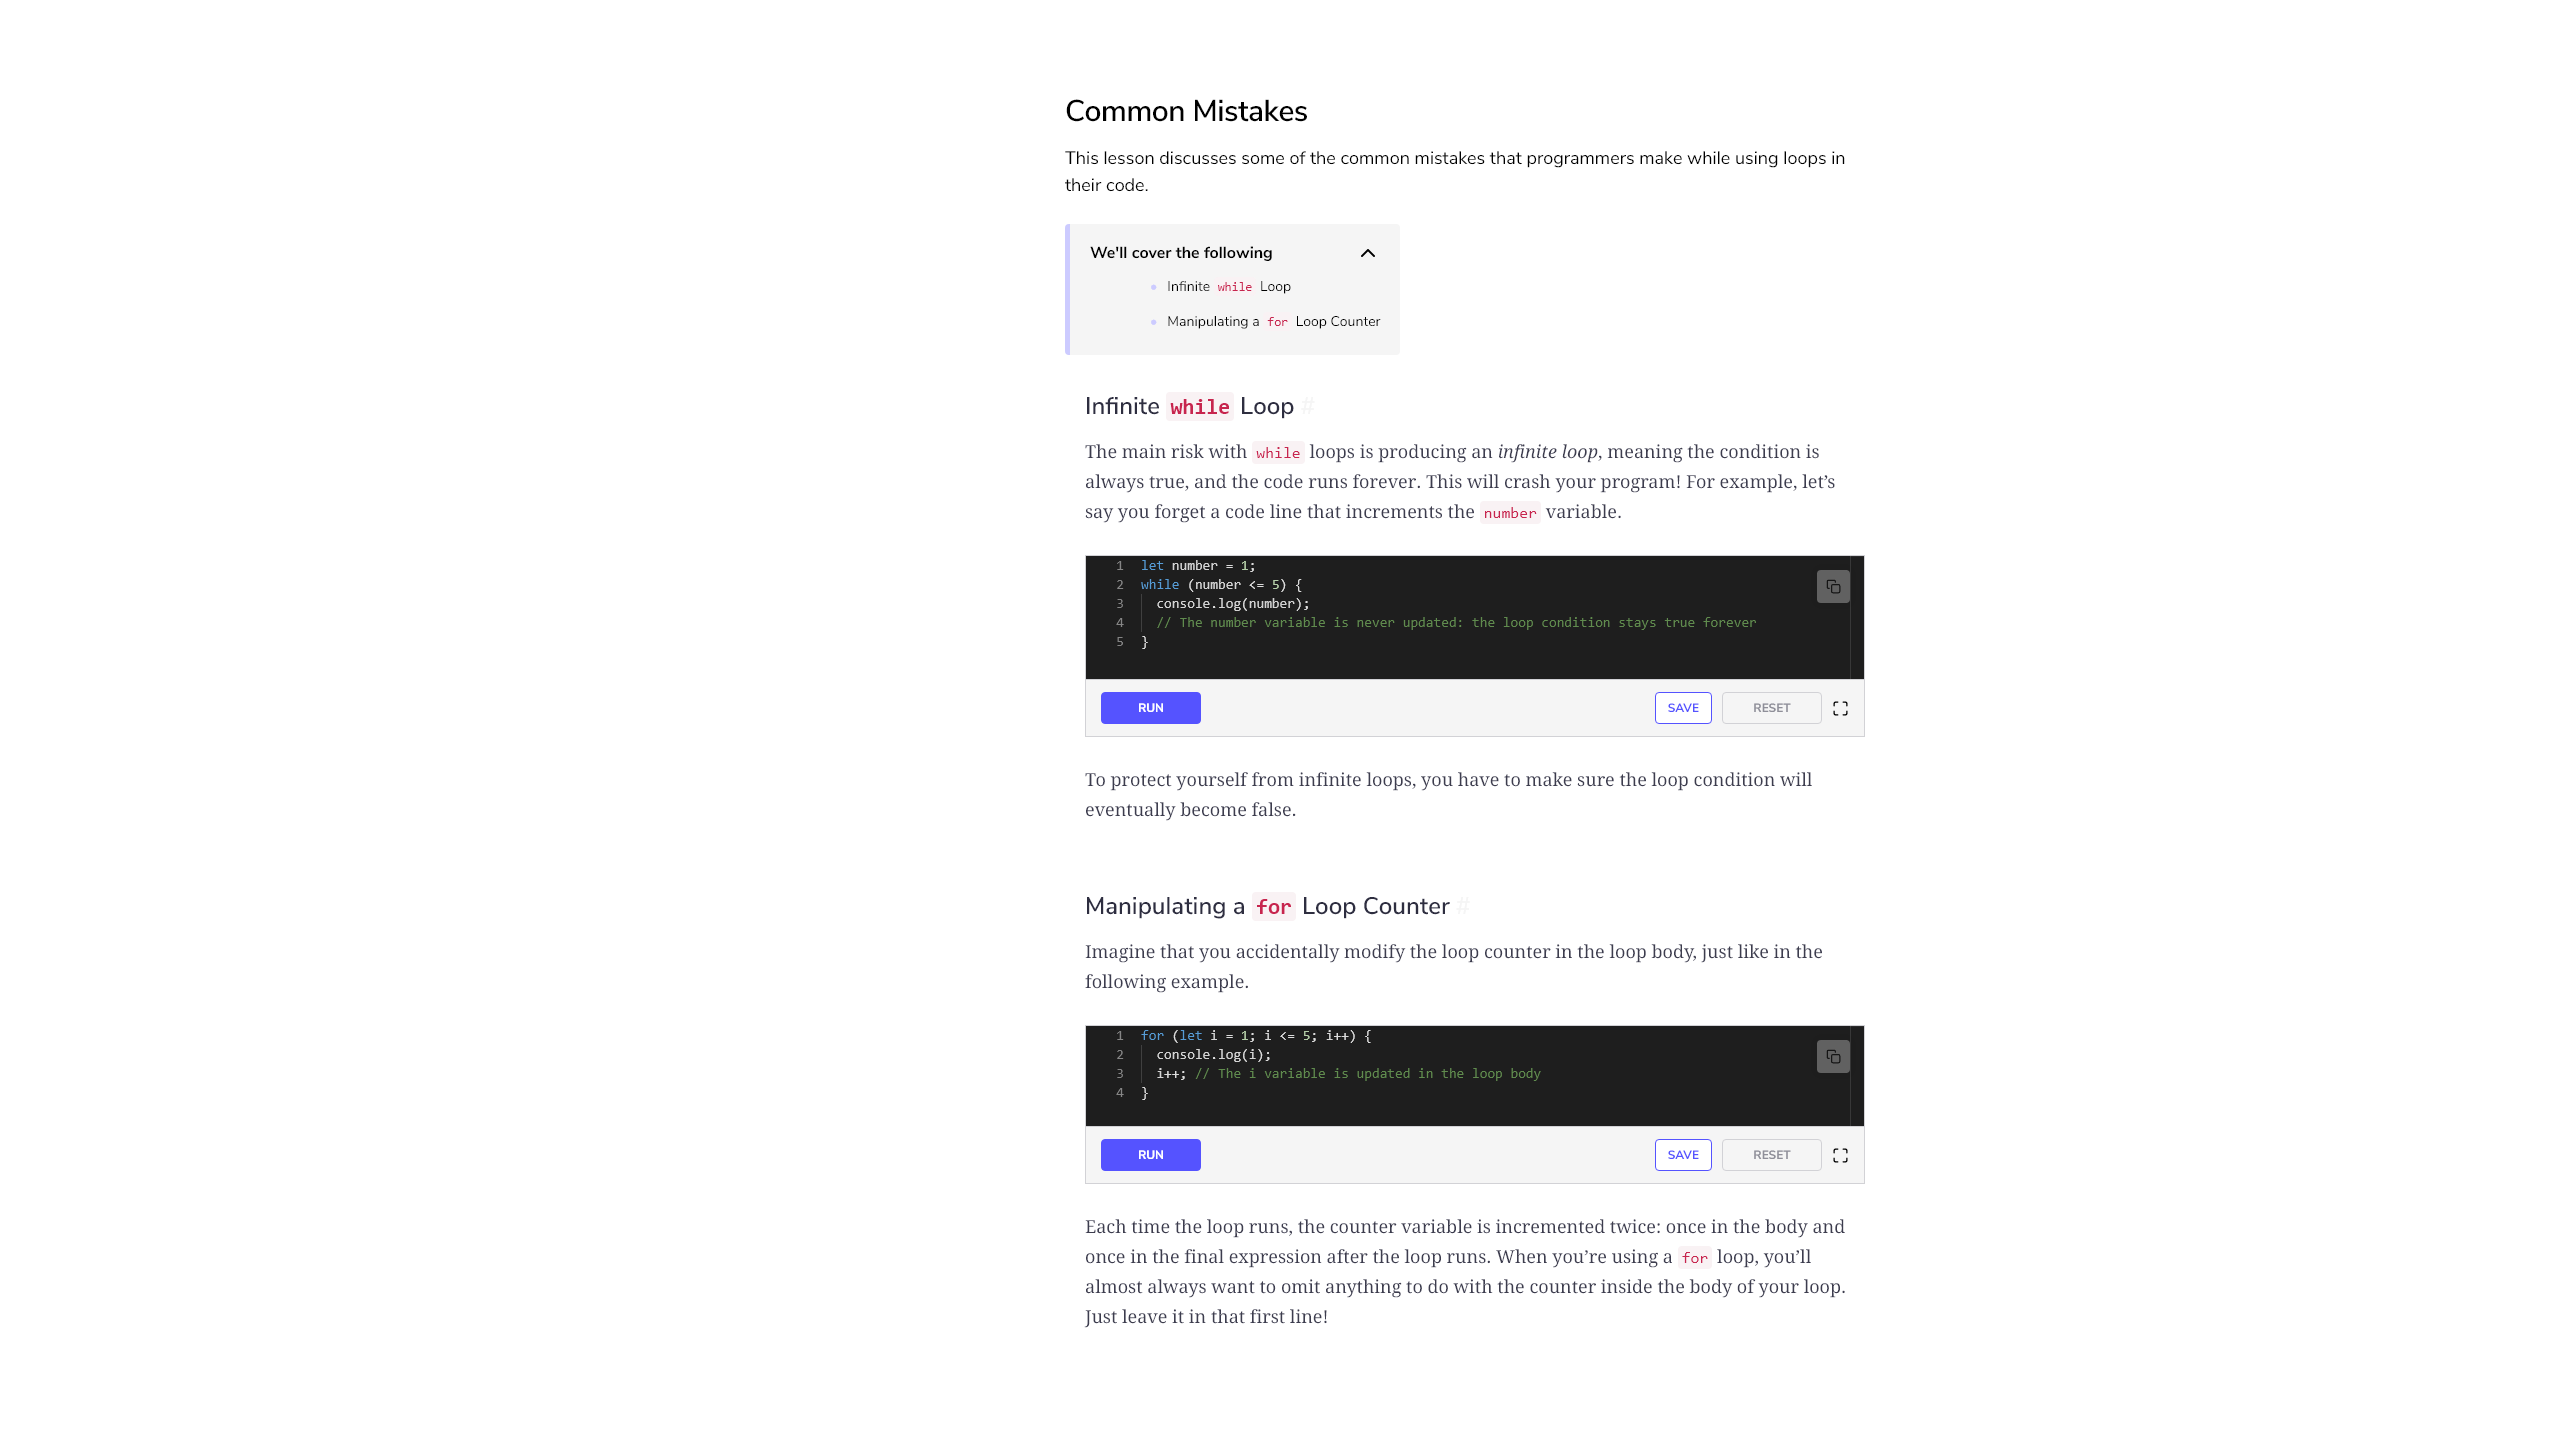 Common Mistakes
This lesson discusses some of the common mistakes that programmers make while using loops in
their code.
We'll cover the following
Infinite while Loop
Manipulating a for Loop Counter
Infinite while Loop #
The main risk with while loops is producing an infinite loop, meaning the condition is
always true, and the code runs forever. This will crash your program! For example, let’s
say you forget a code line that increments the number variable.
1 let number = 1;
2 while (number <= 5) {
3   console.log(number);
4   // The number variable is never updated: the loop condition stays true forever
5 }
RUN SAVE RESET
To protect yourself from infinite loops, you have to make sure the loop condition will
eventually become false.
Manipulating a for Loop Counter #
Imagine that you accidentally modify the loop counter in the loop body, just like in the
following example.
1 for (let i = 1; i <= 5; i++) {
2   console.log(i);
3   i++; // The i variable is updated in the loop body
4 }
RUN SAVE RESET
Each time the loop runs, the counter variable is incremented twice: once in the body and
once in the final expression after the loop runs. When you’re using a for loop, you’ll
almost always want to omit anything to do with the counter inside the body of your loop.
Just leave it in that first line!